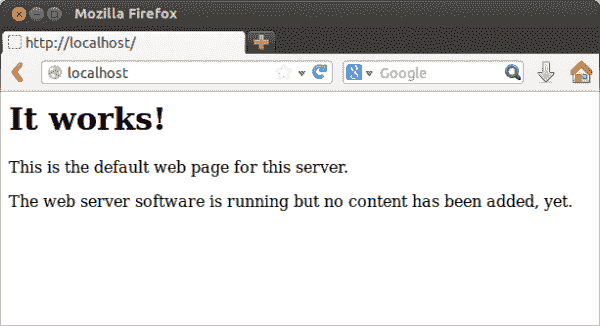 Mozilla Firefox
http://localhost/
localhost
Google
It works!
This is the default web page for this server.
The web server software is running but no content has been added, yet.